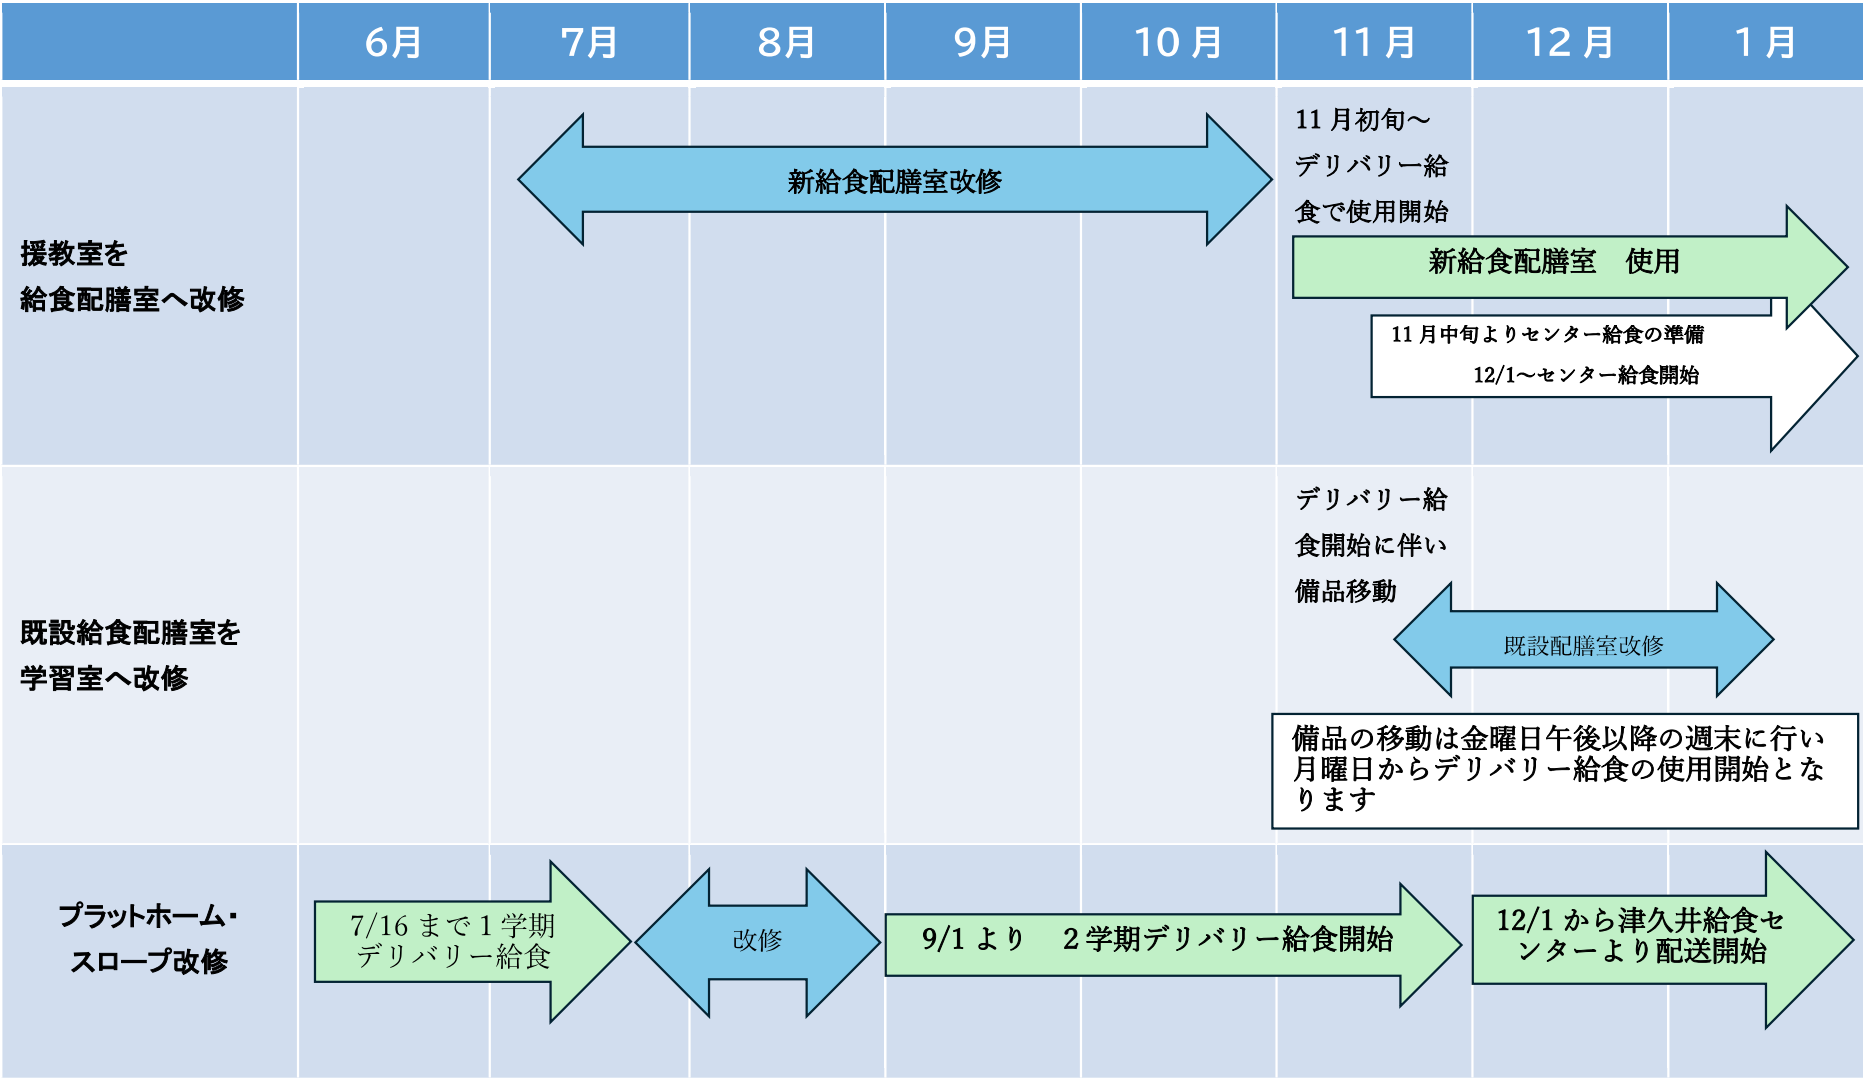 6月 7月 8月 9月 10月 11月 12月 1月
援教室を
給食配膳室へ改修
新給食配膳室改修
11月初旬～
デリバリー給
食で使用開始
新給食配膳室　使用
11月中旬よりセンター給食の準備
12/1～センター給食開始
既設給食配膳室を
学習室へ改修
デリバリー給
食開始に伴い
備品移動
既設配膳室改修
備品の移動は金曜日午後以降の週末に行い
月曜日からデリバリー給食の使用開始とな
ります
プラットホーム・
スロープ改修
7/16まで1学期
デリバリー給食
改修
9/1より　2学期デリバリー給食開始
12/1から津久井給食セ
ンターより配送開始